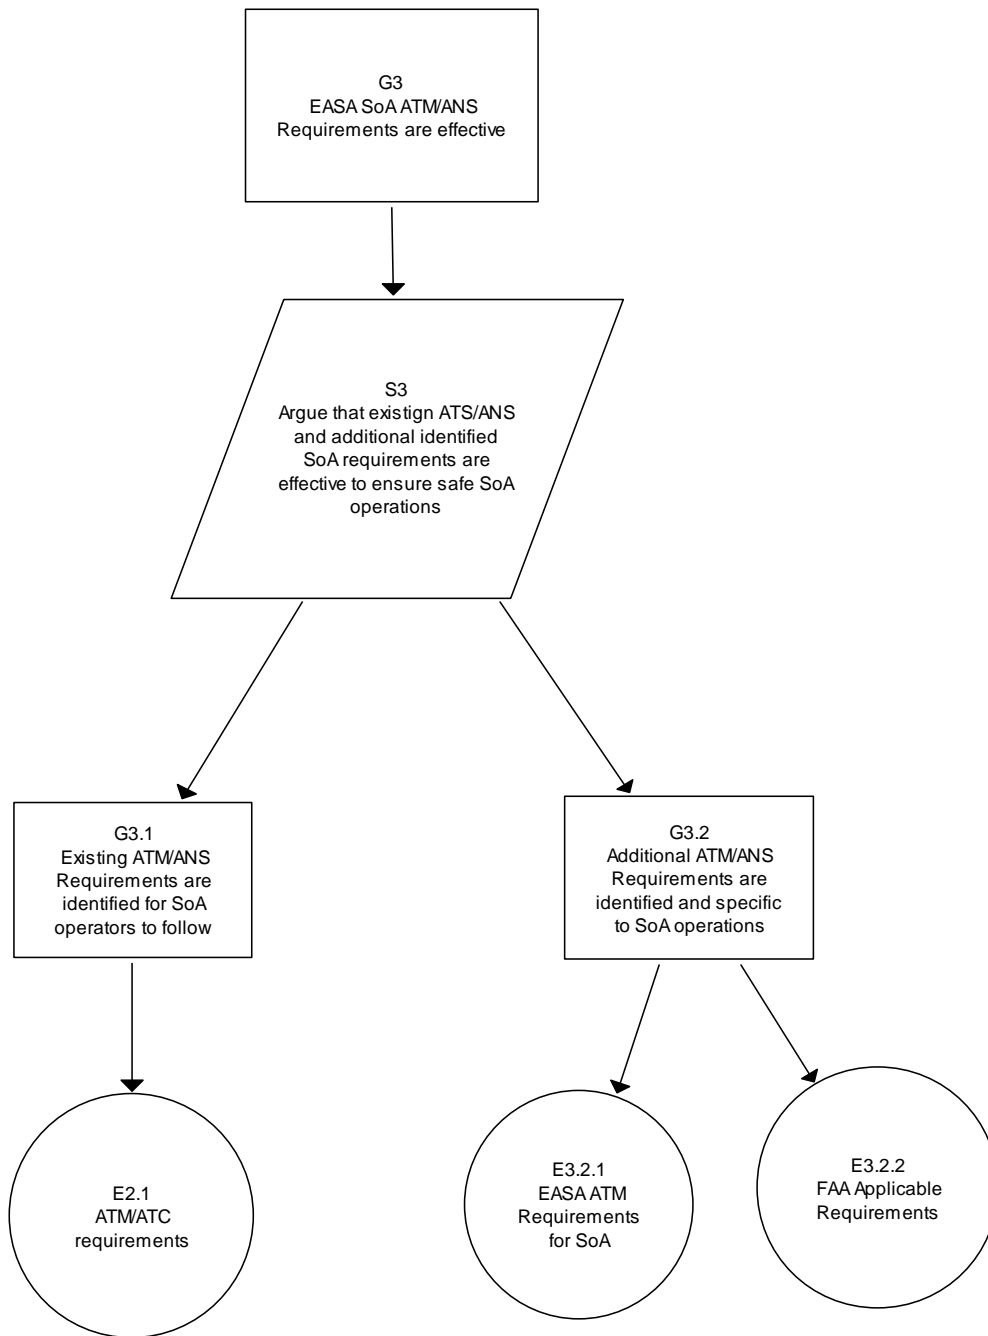 G3
EASA SoA ATM/ANS
Requirements are effective
S3
Argue that existign ATS/ANS
and additional identified
SoA requirements are
effective to ensure safe SoA
operations
G3.1
Existing ATM/ANS
Requirements are
identified for SoA
operators to follow
G3.2
Additional ATM/ANS
Requirements are
identified and specific
to SoA operations
E2.1
ATM/ATC
requirements
E3.2.1
EASA ATM
Requirements
for SoA
E3.2.2
FAA Applicable
Requirements